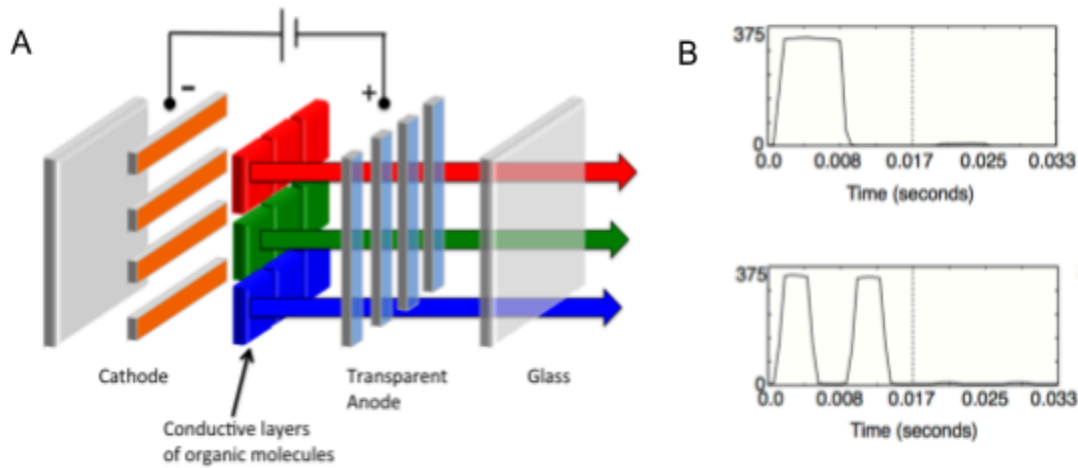 A
−
+
Cathode
Transparent
Anode
Glass
Conductive layers
of organic molecules
B
375
0
0.0 0.008 0.017 0.025 0.033
Time (seconds)
375
0
0.0 0.008 0.017 0.025 0.033
Time (seconds)